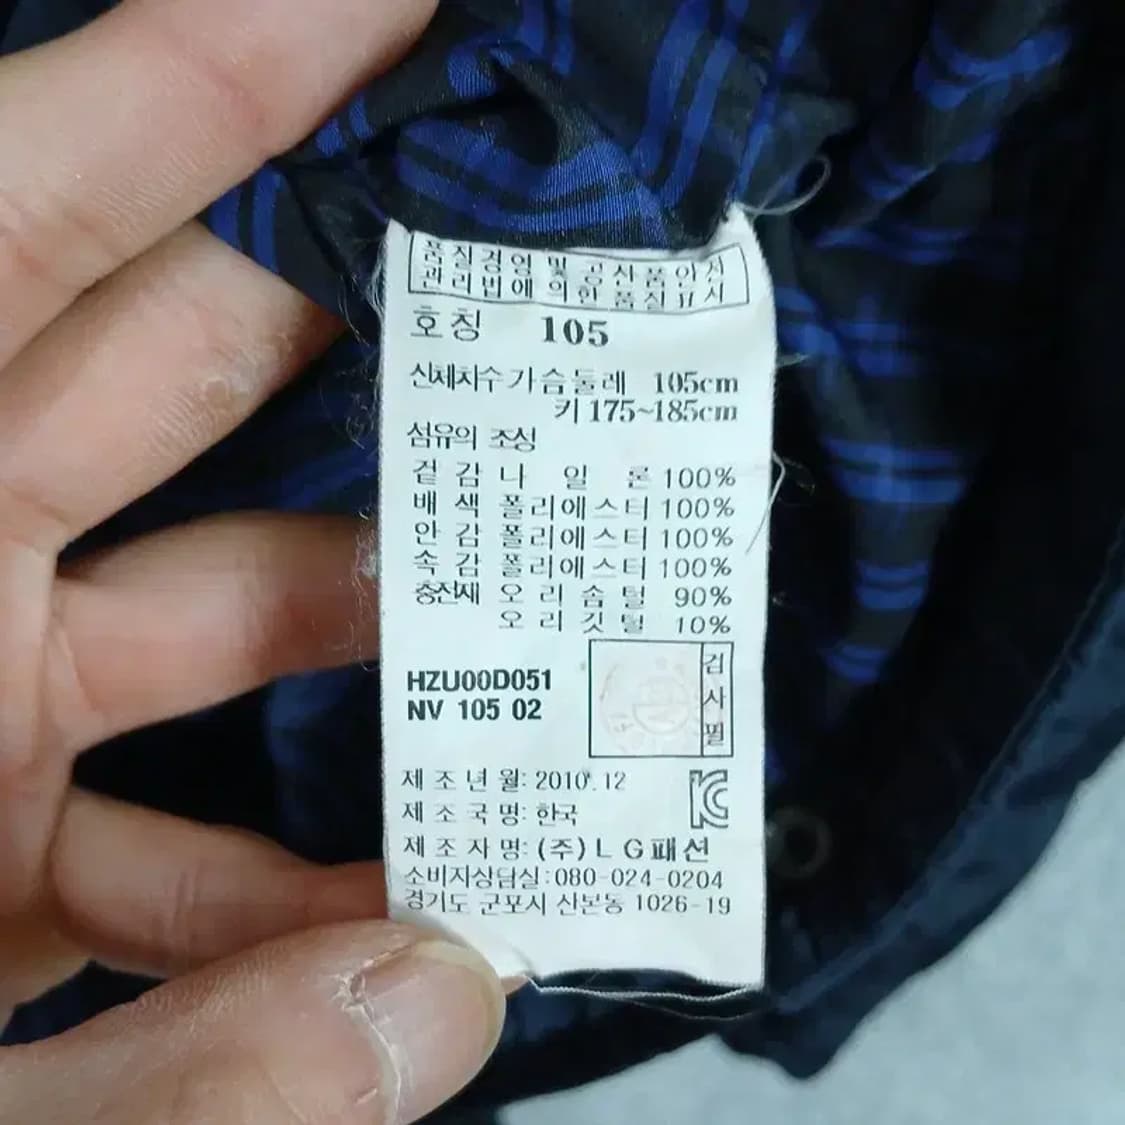 품질경영 및 공산품안전
관리법에 의한 품질표시
호칭 105
신체치수 가슴둘레 105cm
키 175~185cm
섬유의 조성
겉감 나일론 100%
배색 폴리에스터 100%
안감 폴리에스터 100%
속감 폴리에스터 100%
충전재 오리솜털 90%
오리깃털 10%
HZU00D051
NV 105 02
검사필
제조년월: 2010. 12
제조국명: 한국
제조자명: (주)LG패션
소비자상담실: 080-024-0204
경기도 군포시 산본동 1026-19